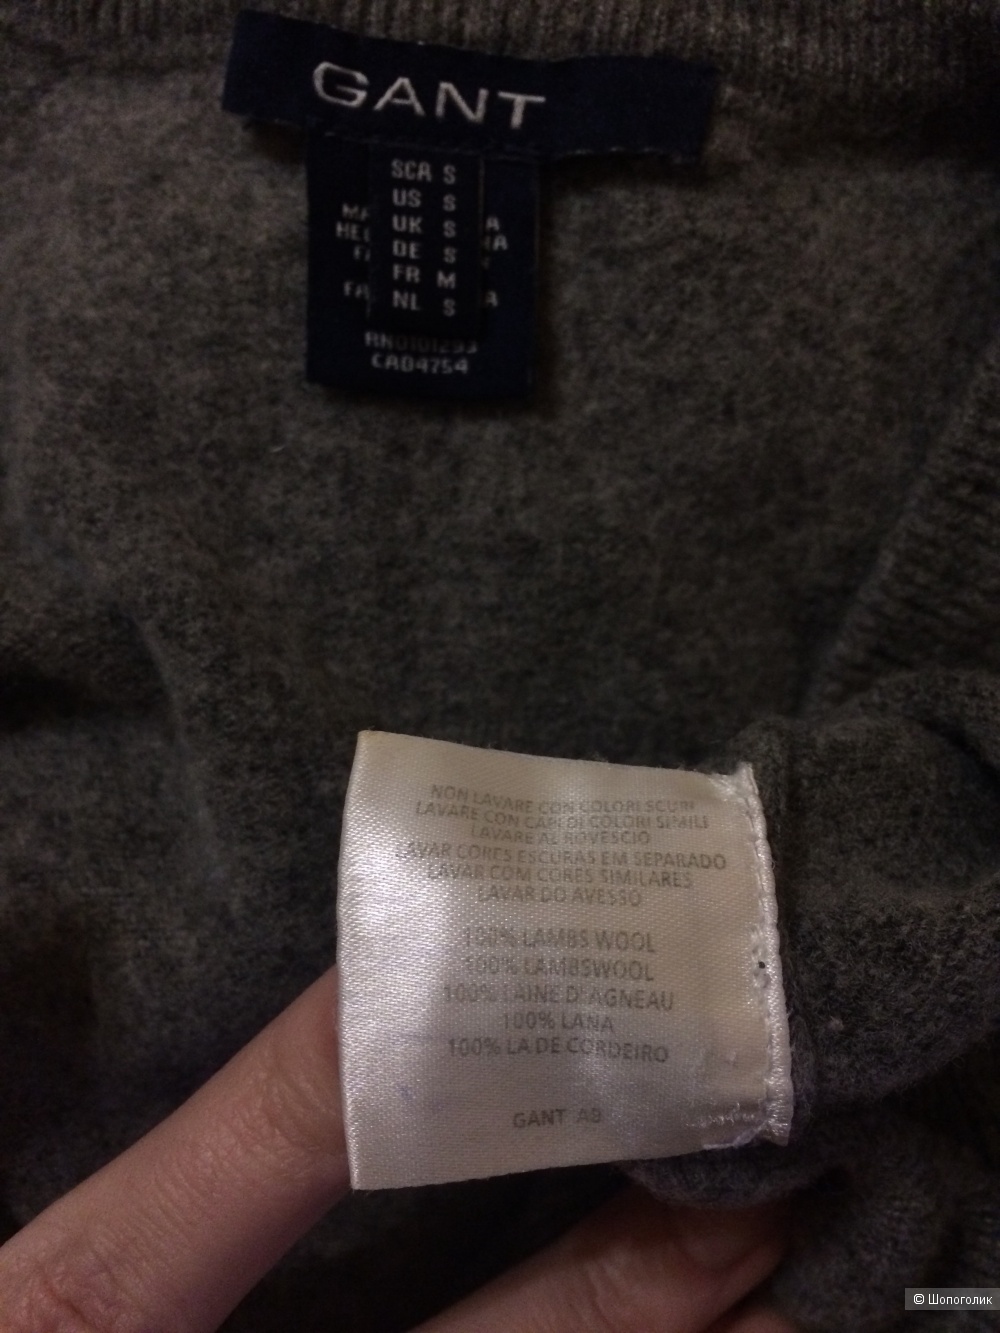 GANT
SCA S
US S
UK S
DE S
FR M
NL S
RN0101293
CA04754
NON LAVARE CON COLORI SCURI
LAVARE CON CAPI DI COLORI SIMILI
LAVARE AL ROVESCIO
LAVAR CORES ESCURAS EM SEPARADO
LAVAR COM CORES SIMILARES
LAVAR DO AVESSO
100% LAMBS WOOL
100% LAMBSWOOL
100% LAINE D'AGNEAU
100% LANA
100% LA DE CORDEIRO
GANT AB
© Шопоголик